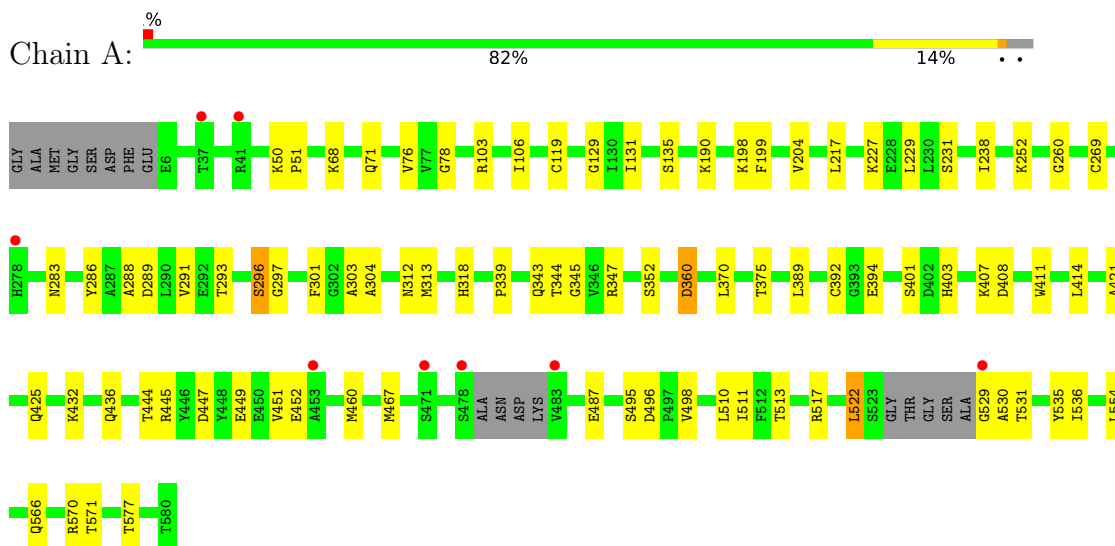 .%
Chain A:
82% 14% • •
GLY ALA MET GLY SER ASP PHE GLU E6 T37 R41 K50 P51 K68 Q71 V76 V77 G78 R103 I106 C119 G129 I130 I131 S135 K190 K198 F199 V204 L217 K227 E228 L229 L230 S231 I238 K252 G260 C269
H278 N283 Y286 A287 A288 D289 L290 V291 E292 T293 S296 G297 F301 G302 A303 A304 N312 M313 H318 P339 Q343 T344 G345 V346 R347 S352 D360 L370 T375 L389 C392 G393 E394 S401 D402 H403 K407 D408 W411 L414 A421
Q425 K432 Q436 T444 R445 Y446 D447 Y448 E449 E450 V451 E452 A453 M460 M467 S471 S478 ALA ASN ASP LYS V483 E487 S495 D496 P497 V498 L510 I511 F512 T513 R517 L522 S523 GLY THR GLY SER ALA G529 A530 T531 Y535 I536
Q566 R570 T571 T577 T580